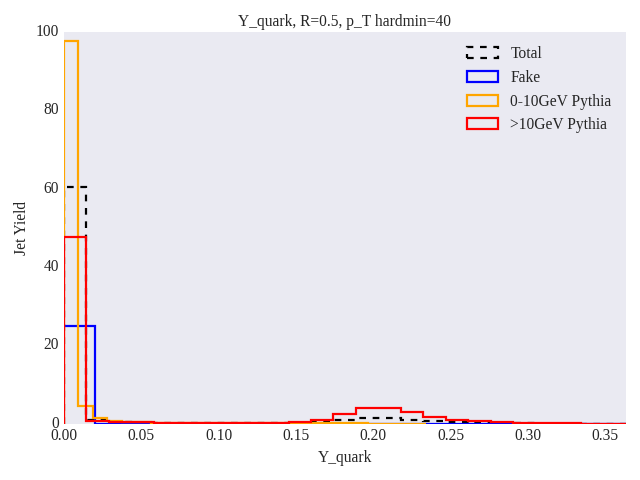 Y_quark, R=0.5, p_T hardmin=40
100
80
60
40
20
0
Jet Yield
Total
Fake
0-10GeV Pythia
>10GeV Pythia
0.00 0.05 0.10 0.15 0.20 0.25 0.30 0.35
Y_quark